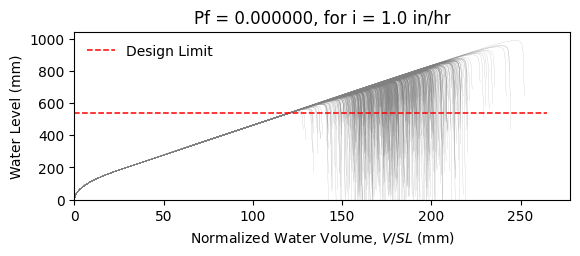 Pf = 0.000000, for i = 1.0 in/hr
Design Limit
Water Level (mm)
1000
800
600
400
200
0
0 50 100 150 200 250
Normalized Water Volume, V/SL (mm)